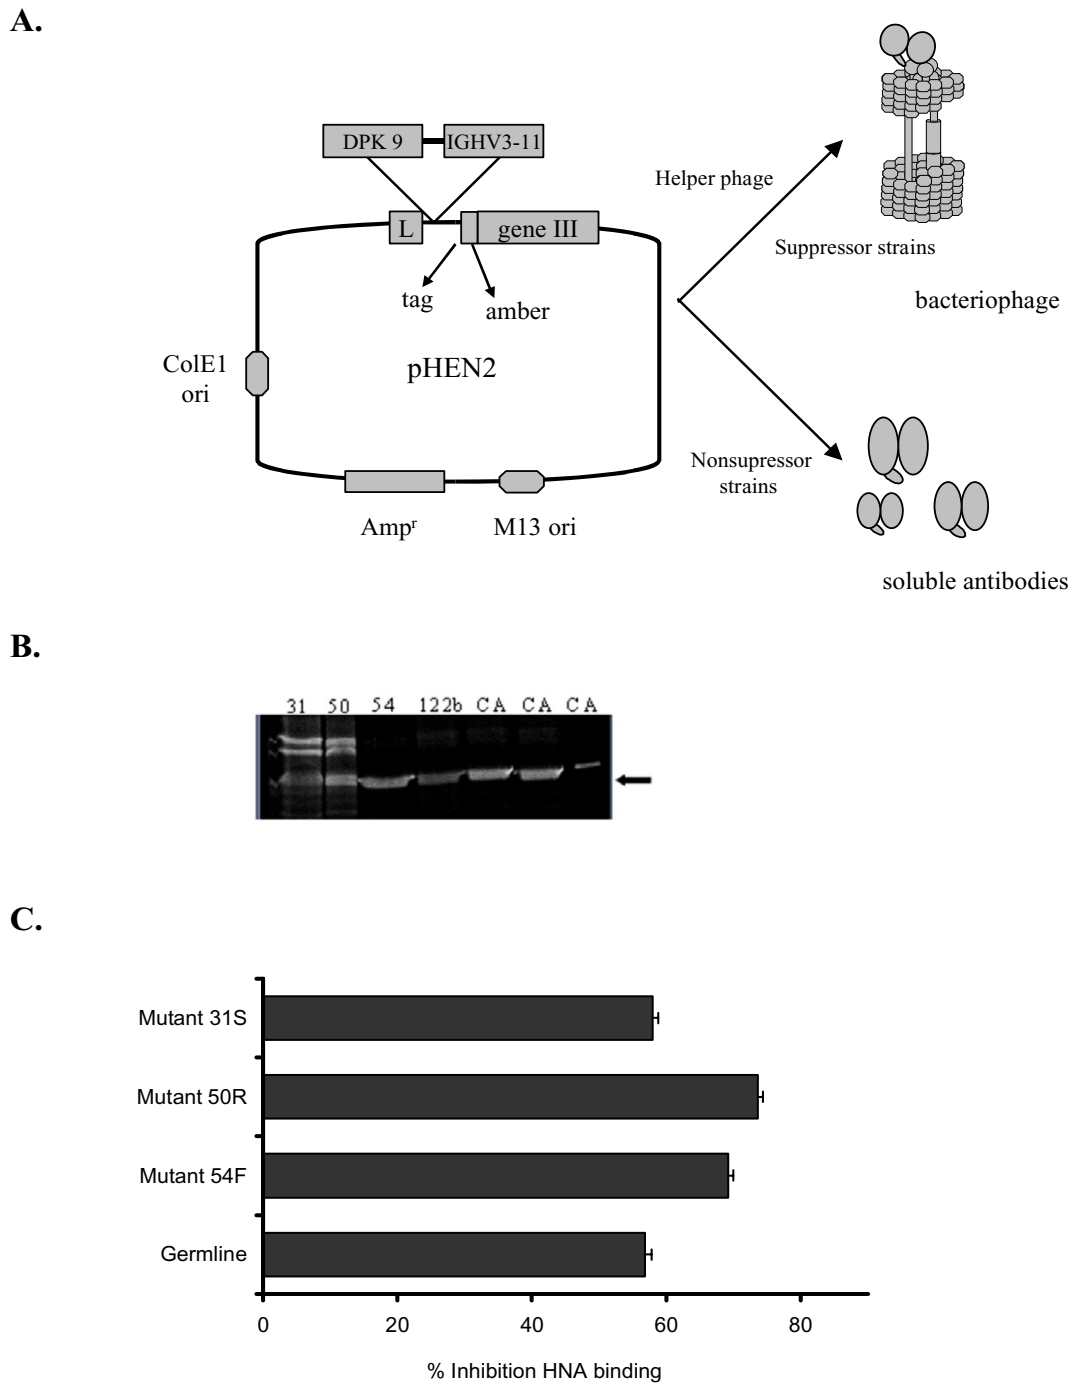 A.
DPK 9
IGHV3-11
L
gene III
tag
amber
ColE1
ori
pHEN2
Ampr
M13 ori
Helper phage
Suppressor strains
bacteriophage
Nonsupressor
strains
soluble antibodies
B.
31 50 54 122b CA CA CA
C.
Mutant 31S
Mutant 50R
Mutant 54F
Germline
0 20 40 60 80
% Inhibition HNA binding